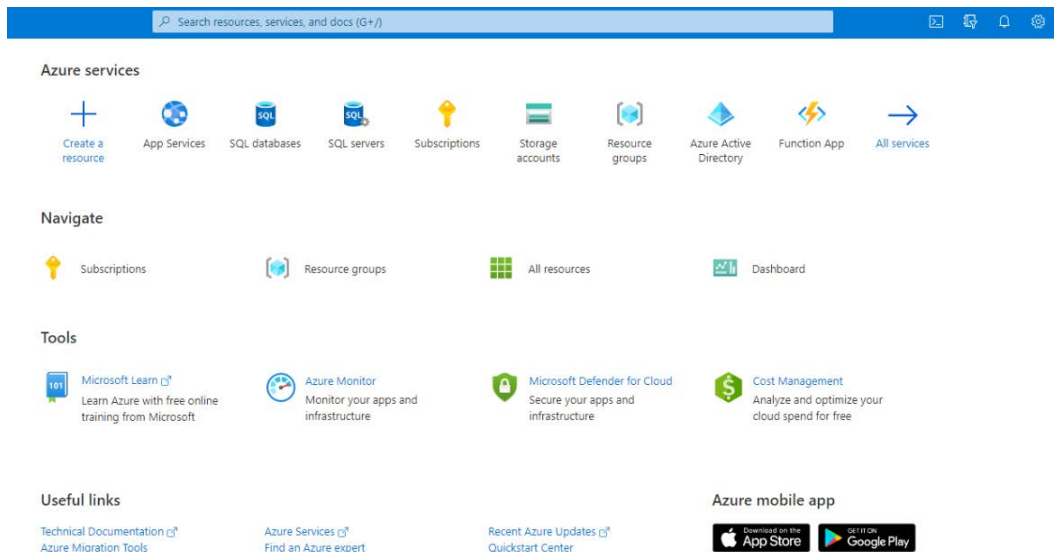 Search resources, services, and docs (G+/)
Azure services
Create a resource
App Services
SQL databases
SQL servers
Subscriptions
Storage accounts
Resource groups
Azure Active Directory
Function App
All services
Navigate
Subscriptions
Resource groups
All resources
Dashboard
Tools
101
Microsoft Learn
Learn Azure with free online
training from Microsoft
Azure Monitor
Monitor your apps and
infrastructure
Microsoft Defender for Cloud
Secure your apps and
infrastructure
Cost Management
Analyze and optimize your
cloud spend for free
Useful links
Technical Documentation
Azure Services
Recent Azure Updates
Azure Migration Tools
Find an Azure expert
Quickstart Center
Azure mobile app
Download on the
App Store
GET IT ON
Google Play